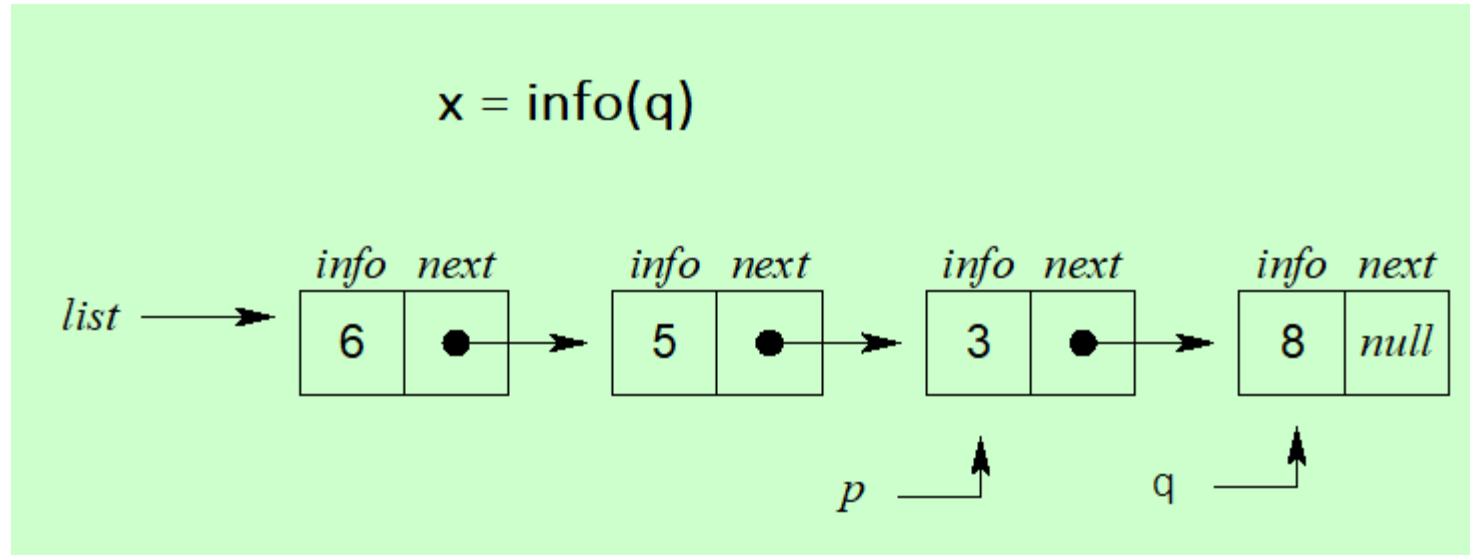 x = info(q)
info next info next info next info next
list 6 5 3 8 null
p q